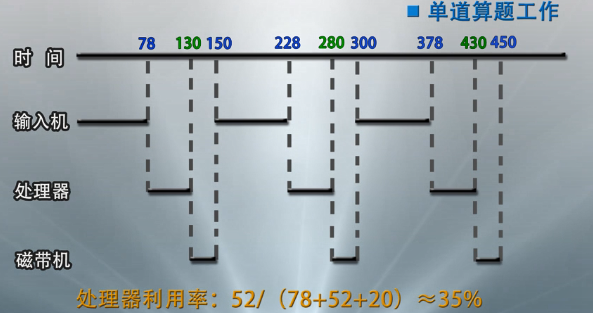 ■ 单道算题工作
78 130 150 228 280 300 378 430 450
时 间
输入机
处理器
磁带机
处理器利用率：52/（78+52+20）≈35%